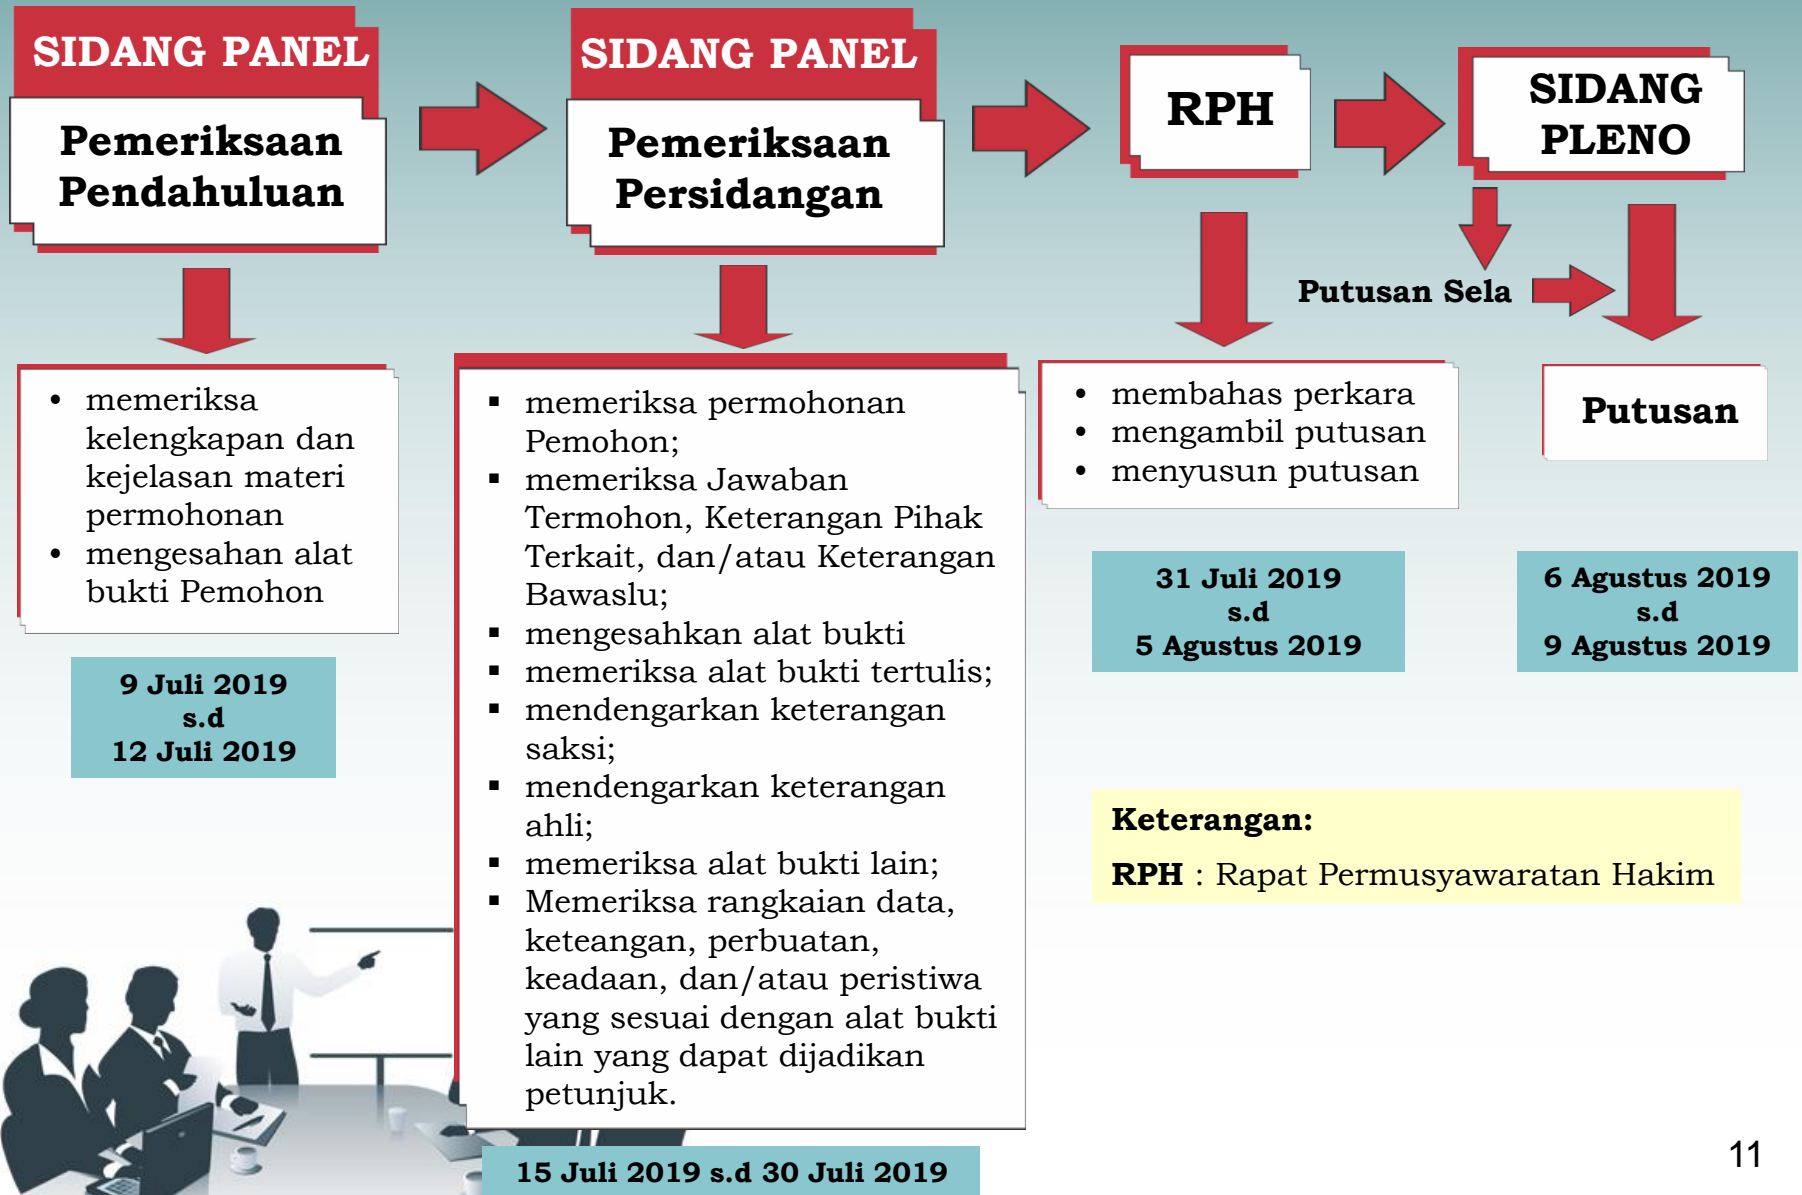 SIDANG PANEL
Pemeriksaan
Pendahuluan
• memeriksa
kelengkapan dan
kejelasan materi
permohonan
• mengesahan alat
bukti Pemohon
9 Juli 2019
s.d
12 Juli 2019
SIDANG PANEL
Pemeriksaan
Persidangan
▪ memeriksa permohonan
Pemohon;
▪ memeriksa Jawaban
Termohon, Keterangan Pihak
Terkait, dan/atau Keterangan
Bawaslu;
▪ mengesahkan alat bukti
▪ memeriksa alat bukti tertulis;
▪ mendengarkan keterangan
saksi;
▪ mendengarkan keterangan
ahli;
▪ memeriksa alat bukti lain;
▪ Memeriksa rangkaian data,
keteangan, perbuatan,
keadaan, dan/atau peristiwa
yang sesuai dengan alat bukti
lain yang dapat dijadikan
petunjuk.
15 Juli 2019 s.d 30 Juli 2019
RPH
• membahas perkara
• mengambil putusan
• menyusun putusan
31 Juli 2019
s.d
5 Agustus 2019
SIDANG
PLENO
Putusan Sela
Putusan
6 Agustus 2019
s.d
9 Agustus 2019
Keterangan:
RPH : Rapat Permusyawaratan Hakim
11